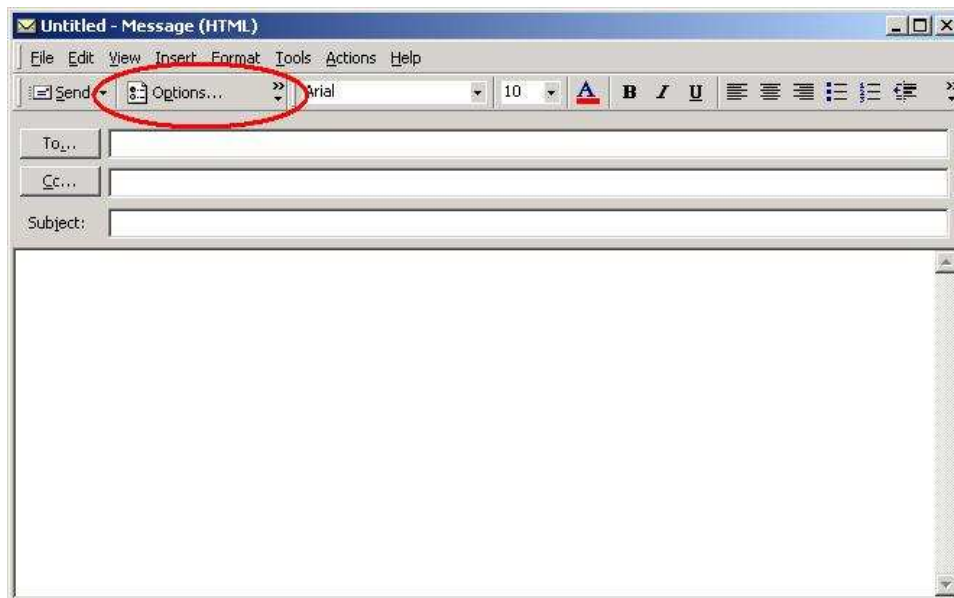 Untitled - Message (HTML)
File Edit View Insert Format Tools Actions Help
Send Options... Arial 10 A B I U
To...
Cc...
Subject: